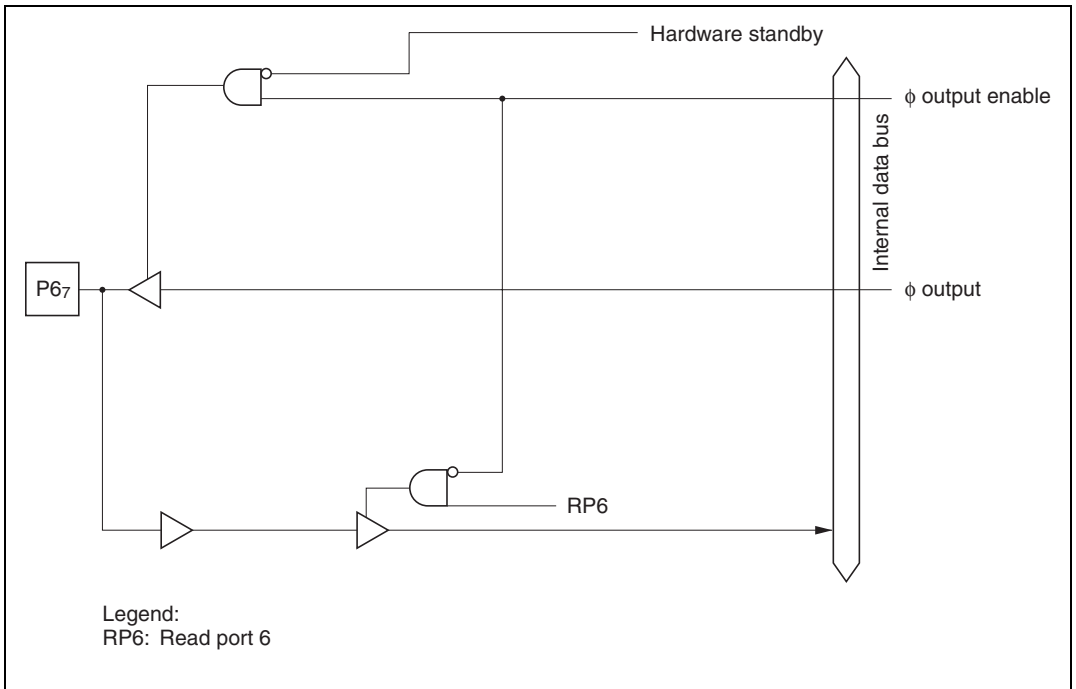 Hardware standby
ϕ output enable
Internal data bus
P6₇
ϕ output
RP6
Legend:
RP6: Read port 6